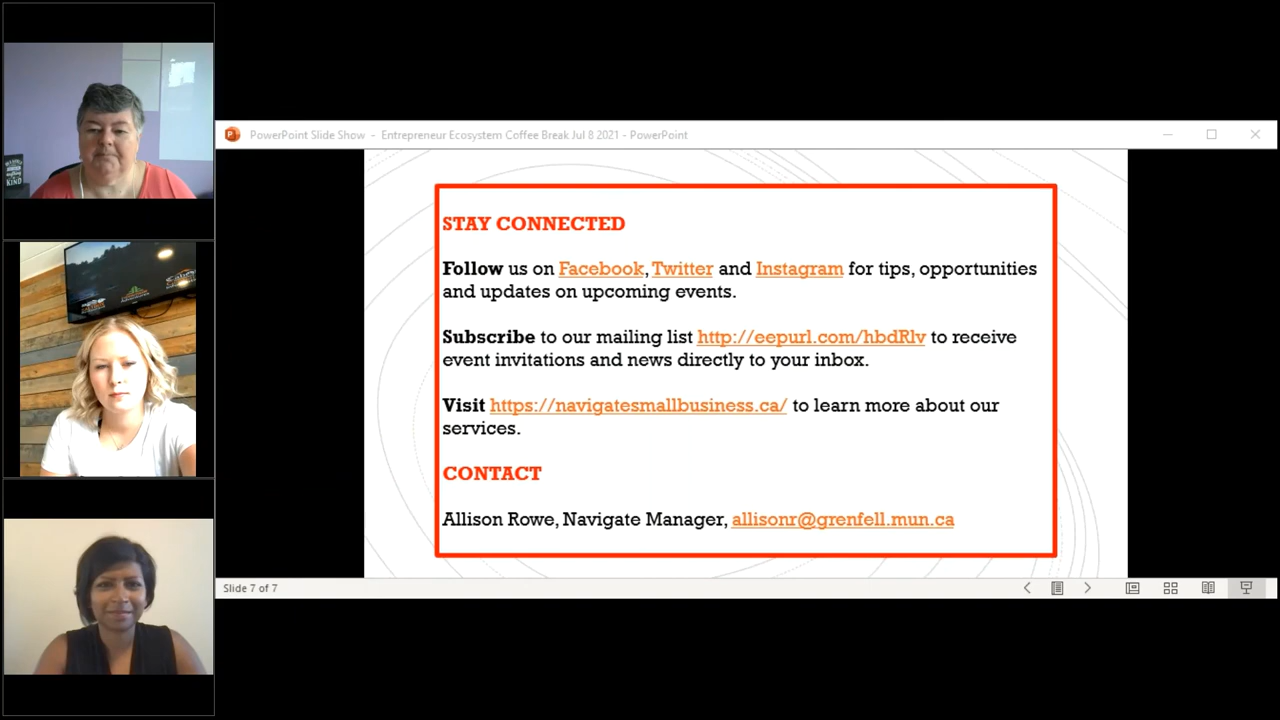 PowerPoint Slide Show - Entrepreneur Ecosystem Coffee Break Jul 8 2021 - PowerPoint
STAY CONNECTED
Follow us on Facebook, Twitter and Instagram for tips, opportunities
and updates on upcoming events.
Subscribe to our mailing list http://eepurl.com/hbdRlv to receive
event invitations and news directly to your inbox.
Visit https://navigatesmallbusiness.ca/ to learn more about our
services.
CONTACT
Allison Rowe, Navigate Manager, allisonr@grenfell.mun.ca
Slide 7 of 7
KIND